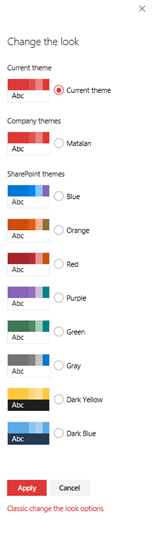 Change the look
Current theme
Abc
Current theme
Company themes
Abc
Matalan
SharePoint themes
Abc
Blue
Abc
Orange
Abc
Red
Abc
Purple
Abc
Green
Abc
Gray
Abc
Dark Yellow
Abc
Dark Blue
Apply Cancel
Classic change the look options